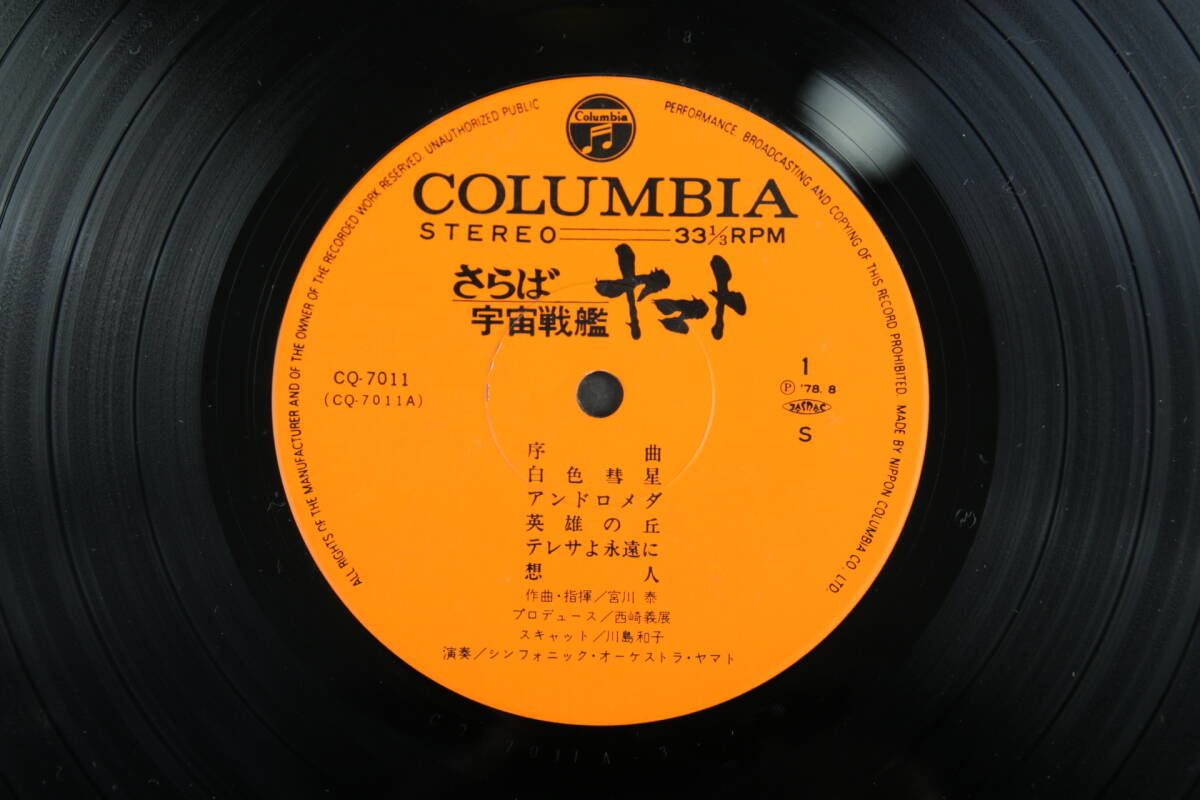 Columbia
COLUMBIA
STEREO 33⅓ RPM
さらば
宇宙戦艦
ヤマト
CQ-7011
(CQ-7011A)
1
Ⓟ '78. 8
JASRAC
S
序曲
白色彗星
アンドロメダ
英雄の丘
テレサよ永遠に
想人
作曲・指揮/宮川 泰
プロデュース/西崎義展
スキャット/川島和子
演奏/シンフォニック・オーケストラ・ヤマト
ALL RIGHTS OF THE MANUFACTURER AND OF THE OWNER OF THE RECORDED WORK RESERVED. UNAUTHORIZED PUBLIC PERFORMANCE BROADCASTING AND COPYING OF THIS RECORD PROHIBITED. MADE BY NIPPON COLUMBIA CO., LTD.